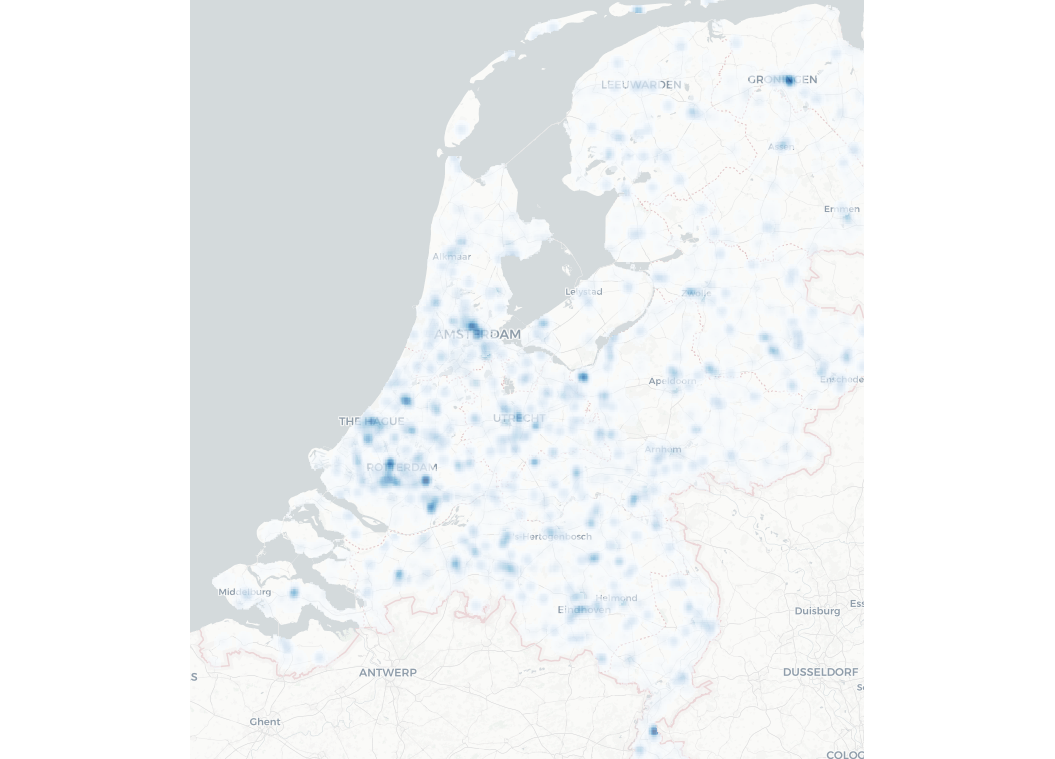 LEEUWARDEN
GRONINGEN
Assen
Emmen
Alkmaar
Lelystad
Zwolle
AMSTERDAM
Apeldoorn
Enschede
THE HAGUE
UTRECHT
Arnhem
ROTTERDAM
's-Hertogenbosch
Middelburg
Helmond
Eindhoven
Ess
Duisburg
ANTWERP
DUSSELDORF
S
So
Ghent
COLOG